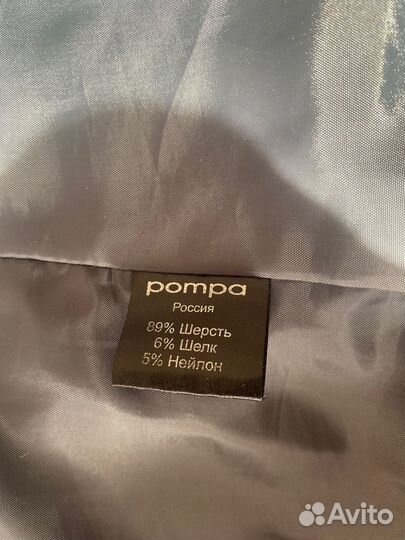 pompa
Россия
89% Шерсть
6% Шелк
5% Нейлон
Avito